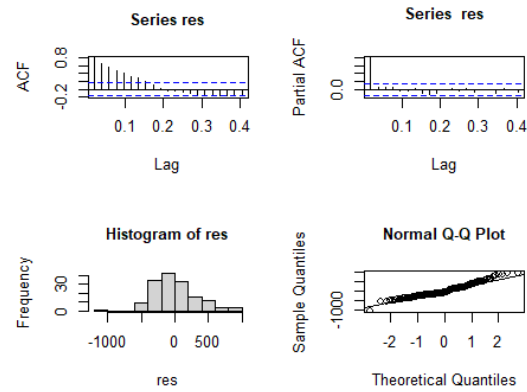 Series res
ACF
0.8
-0.2
0.1 0.2 0.3 0.4
Lag
Series res
Partial ACF
0.0
0.1 0.2 0.3 0.4
Lag
Histogram of res
Frequency
30
0
-1000 0 500
res
Normal Q-Q Plot
Sample Quantiles
-1000
-2 -1 0 1 2
Theoretical Quantiles